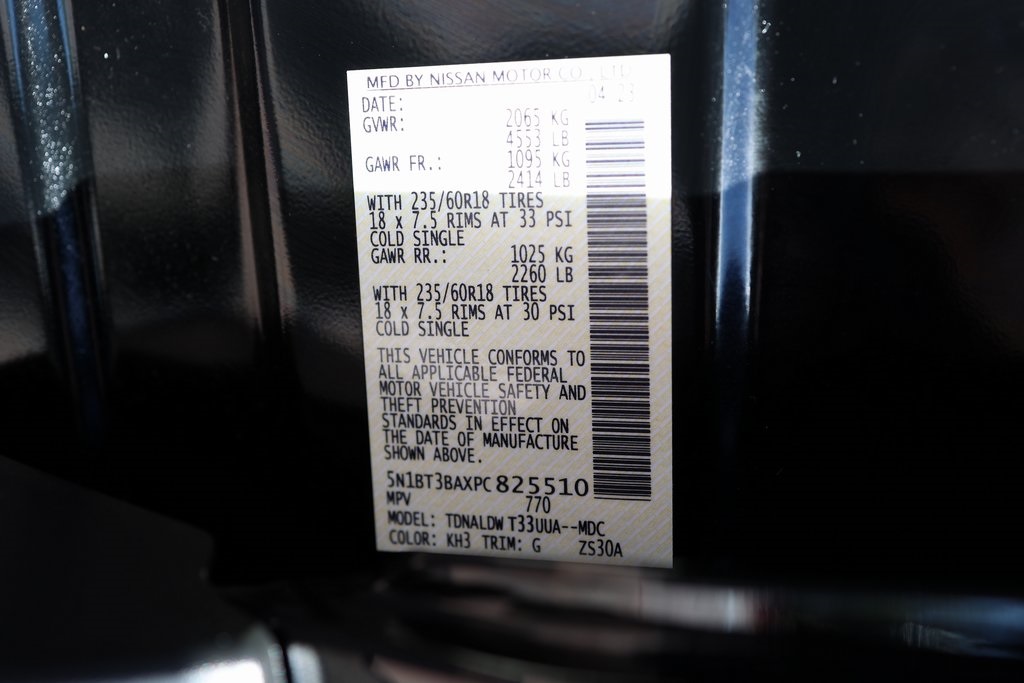 MFD BY NISSAN MOTOR CO., LTD
DATE: 04 23
GVWR: 2065 KG
4553 LB
GAWR FR.: 1095 KG
2414 LB
WITH 235/60R18 TIRES
18 x 7.5 RIMS AT 33 PSI
COLD SINGLE
GAWR RR.: 1025 KG
2260 LB
WITH 235/60R18 TIRES
18 x 7.5 RIMS AT 30 PSI
COLD SINGLE
THIS VEHICLE CONFORMS TO
ALL APPLICABLE FEDERAL
MOTOR VEHICLE SAFETY AND
THEFT PREVENTION
STANDARDS IN EFFECT ON
THE DATE OF MANUFACTURE
SHOWN ABOVE.
5N1BT3BAXPC825510
MPV 770
MODEL: TDNALDW T33UUA--MDC
COLOR: KH3 TRIM: G ZS30A